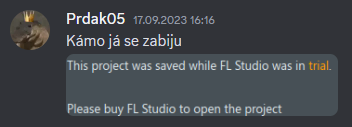 Prdak05 17.09.2023 16:16
Kámo já se zabiju
This project was saved while FL Studio was in trial.
Please buy FL Studio to open the project